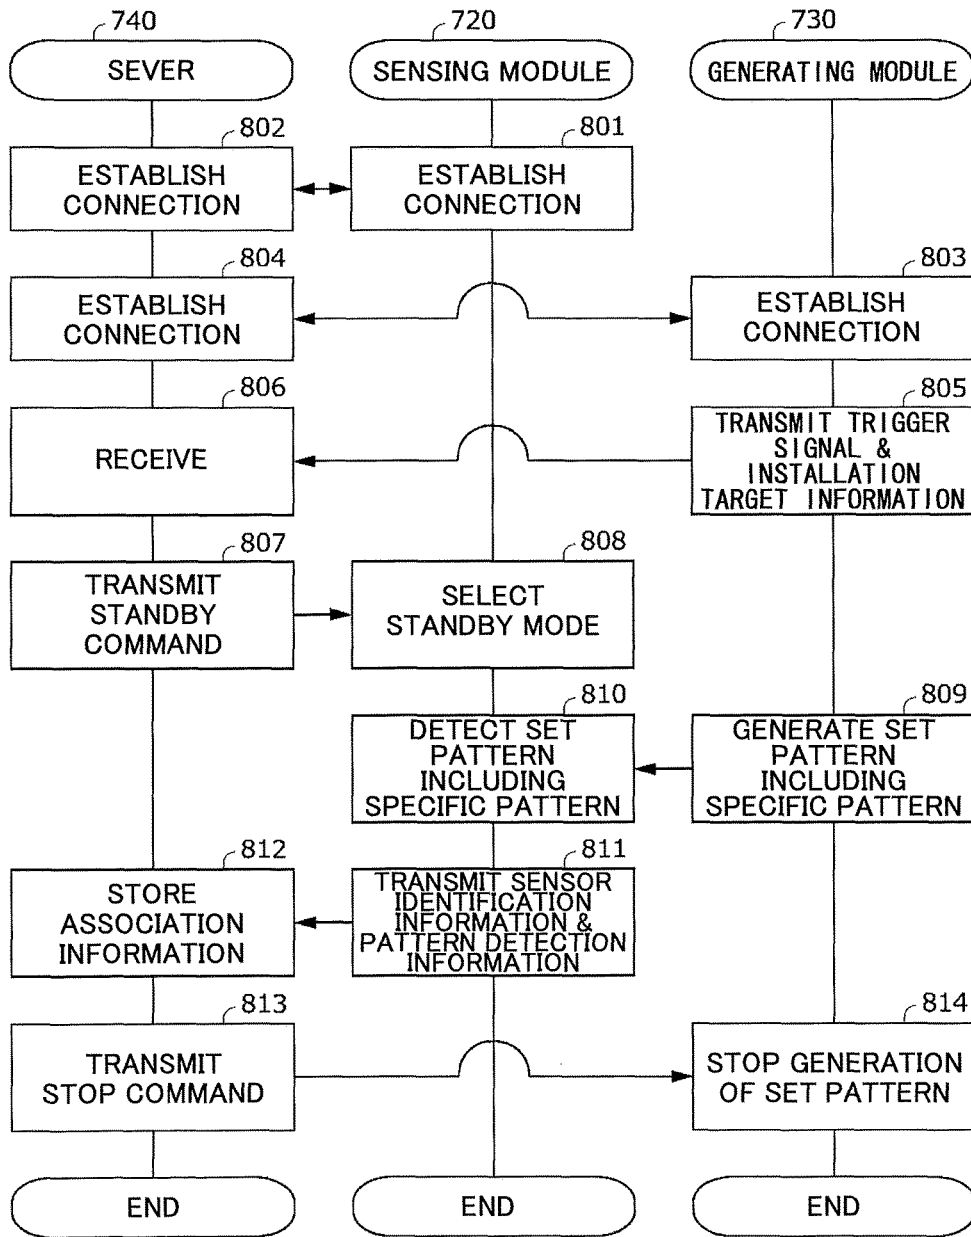 740
720
730
SEVER
SENSING MODULE
GENERATING MODULE
802
801
ESTABLISH
CONNECTION
ESTABLISH
CONNECTION
804
803
ESTABLISH
CONNECTION
ESTABLISH
CONNECTION
806
805
RECEIVE
TRANSMIT TRIGGER
SIGNAL &
INSTALLATION
TARGET INFORMATION
807
808
TRANSMIT
STANDBY
COMMAND
SELECT
STANDBY MODE
810
809
DETECT SET
PATTERN
INCLUDING
SPECIFIC PATTERN
GENERATE SET
PATTERN
INCLUDING
SPECIFIC PATTERN
812
811
STORE
ASSOCIATION
INFORMATION
TRANSMIT SENSOR
IDENTIFICATION
INFORMATION &
PATTERN DETECTION
INFORMATION
813
814
TRANSMIT
STOP COMMAND
STOP GENERATION
OF SET PATTERN
END
END
END